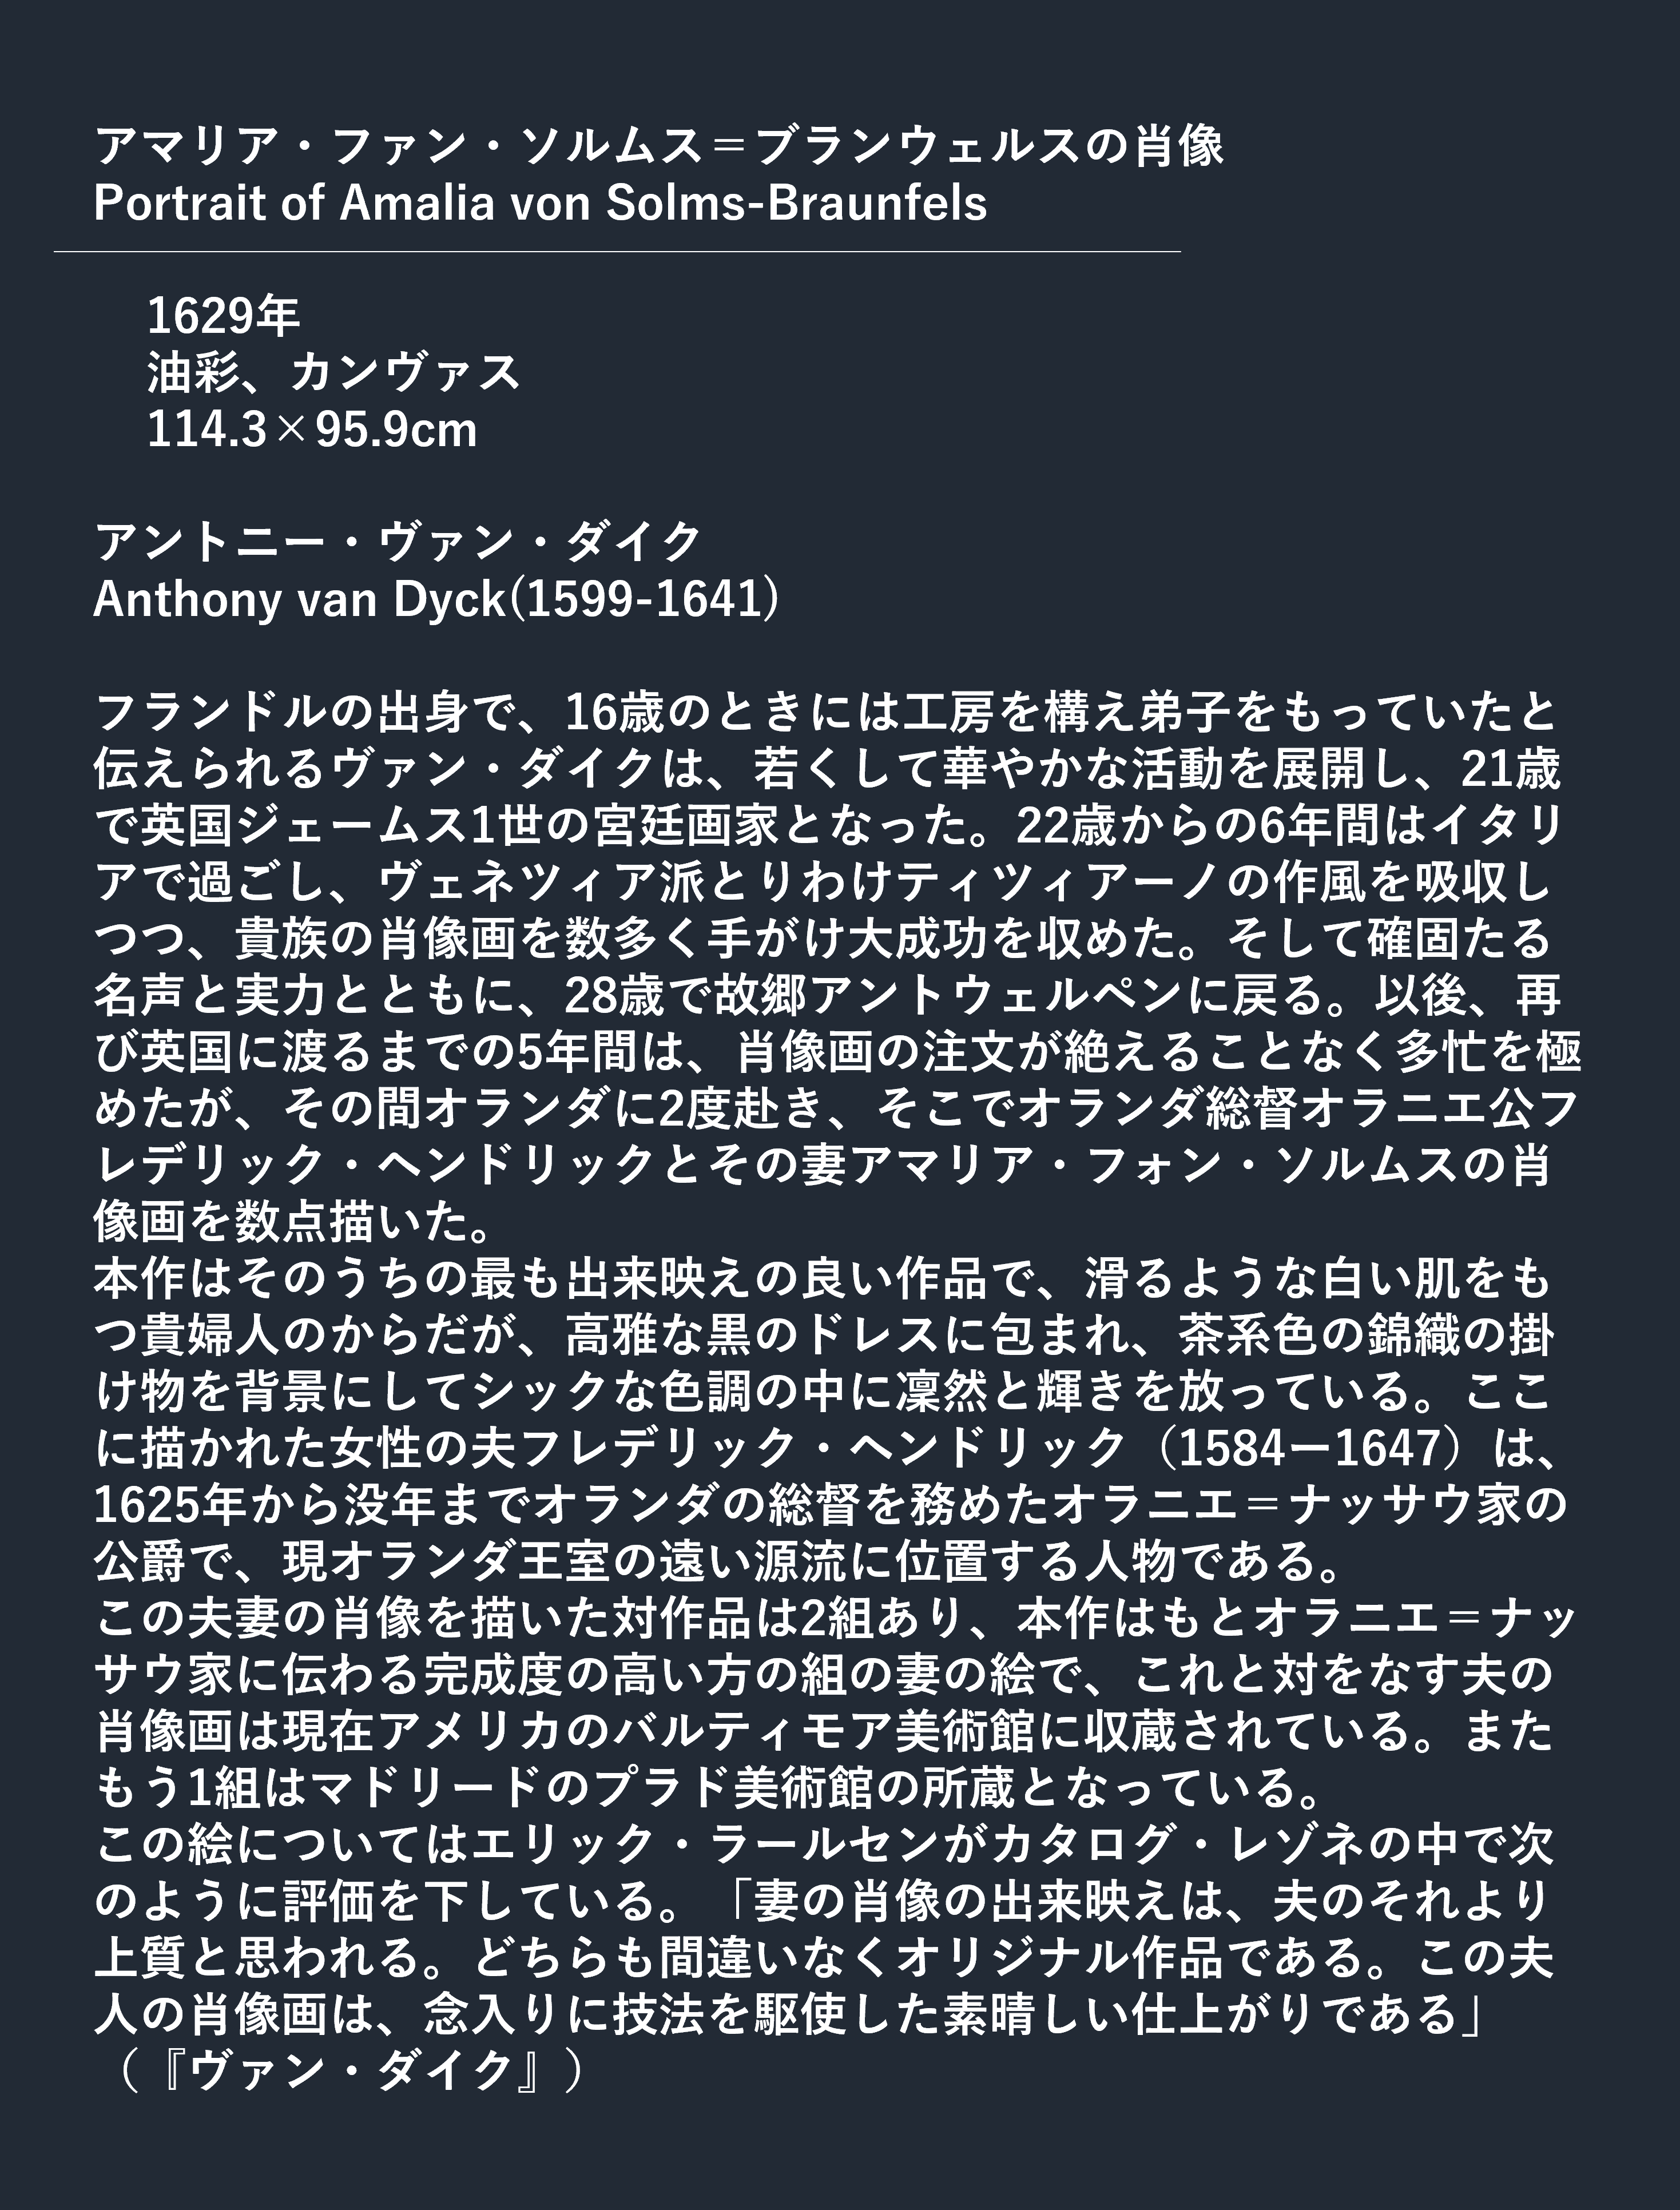 アマリア・ファン・ソルムス＝ブランウェルスの肖像
Portrait of Amalia von Solms-Braunfels
1629年
油彩、カンヴァス
114.3×95.9cm
アントニー・ヴァン・ダイク
Anthony van Dyck(1599-1641)
フランドルの出身で、16歳のときには工房を構え弟子をもっていたと
伝えられるヴァン・ダイクは、若くして華やかな活動を展開し、21歳
で英国ジェームス1世の宮廷画家となった。22歳からの6年間はイタリ
アで過ごし、ヴェネツィア派とりわけティツィアーノの作風を吸収し
つつ、貴族の肖像画を数多く手がけ大成功を収めた。そして確固たる
名声と実力とともに、28歳で故郷アントウェルペンに戻る。以後、再
び英国に渡るまでの5年間は、肖像画の注文が絶えることなく多忙を極
めたが、その間オランダに2度赴き、そこでオランダ総督オラニエ公フ
レデリック・ヘンドリックとその妻アマリア・フォン・ソルムスの肖
像画を数点描いた。
本作はそのうちの最も出来映えの良い作品で、滑るような白い肌をも
つ貴婦人のからだが、高雅な黒のドレスに包まれ、茶系色の錦織の掛
け物を背景にしてシックな色調の中に凜然と輝きを放っている。ここ
に描かれた女性の夫フレデリック・ヘンドリック（1584ー1647）は、
1625年から没年までオランダの総督を務めたオラニエ＝ナッサウ家の
公爵で、現オランダ王室の遠い源流に位置する人物である。
この夫妻の肖像を描いた対作品は2組あり、本作はもとオラニエ＝ナッ
サウ家に伝わる完成度の高い方の組の妻の絵で、これと対をなす夫の
肖像画は現在アメリカのバルティモア美術館に収蔵されている。また
もう1組はマドリードのプラド美術館の所蔵となっている。
この絵についてはエリック・ラールセンがカタログ・レゾネの中で次
のように評価を下している。「妻の肖像の出来映えは、夫のそれより
上質と思われる。どちらも間違いなくオリジナル作品である。この夫
人の肖像画は、念入りに技法を駆使した素晴しい仕上がりである」
（『ヴァン・ダイク』）